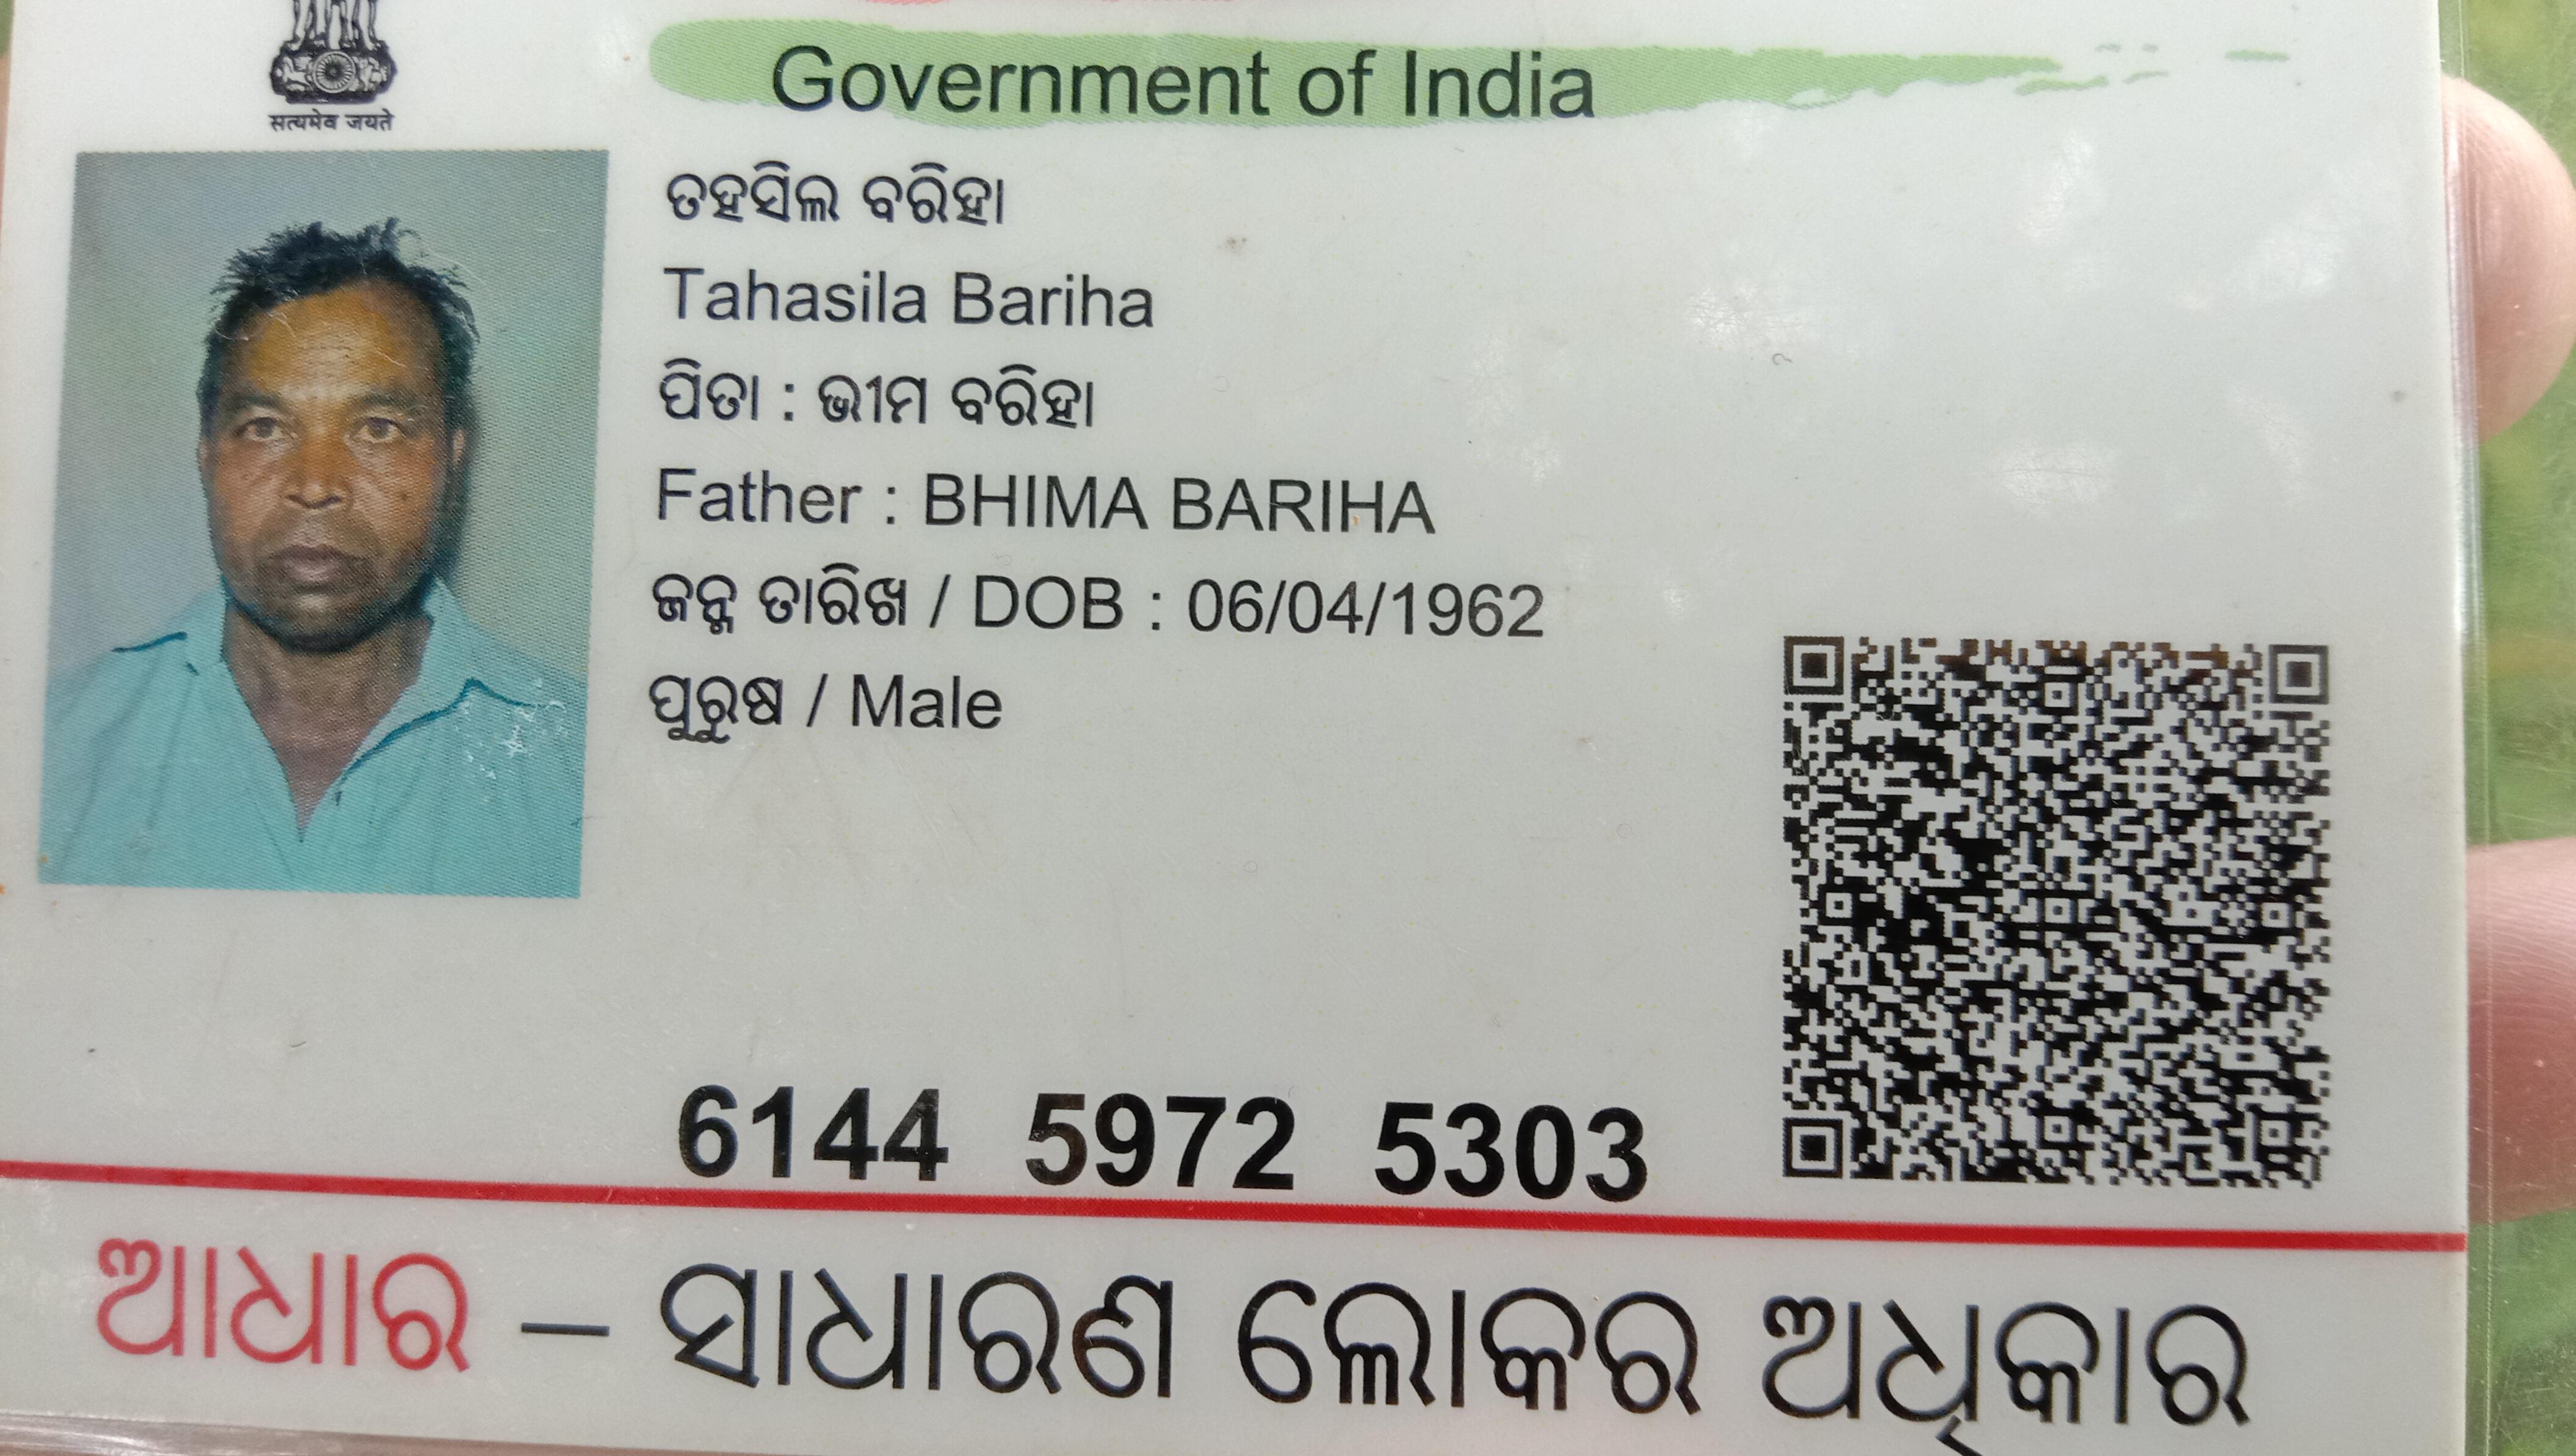 सत्यमेव जयते
Government of India
ତହସିଲ ବରିହା
Tahasila Bariha
ପିତା : ଭୀମ ବରିହା
Father : BHIMA BARIHA
ଜନ୍ମ ତାରିଖ / DOB : 06/04/1962
ପୁରୁଷ / Male
6144 5972 5303
ଆଧାର – ସାଧାରଣ ଲୋକର ଅଧିକାର